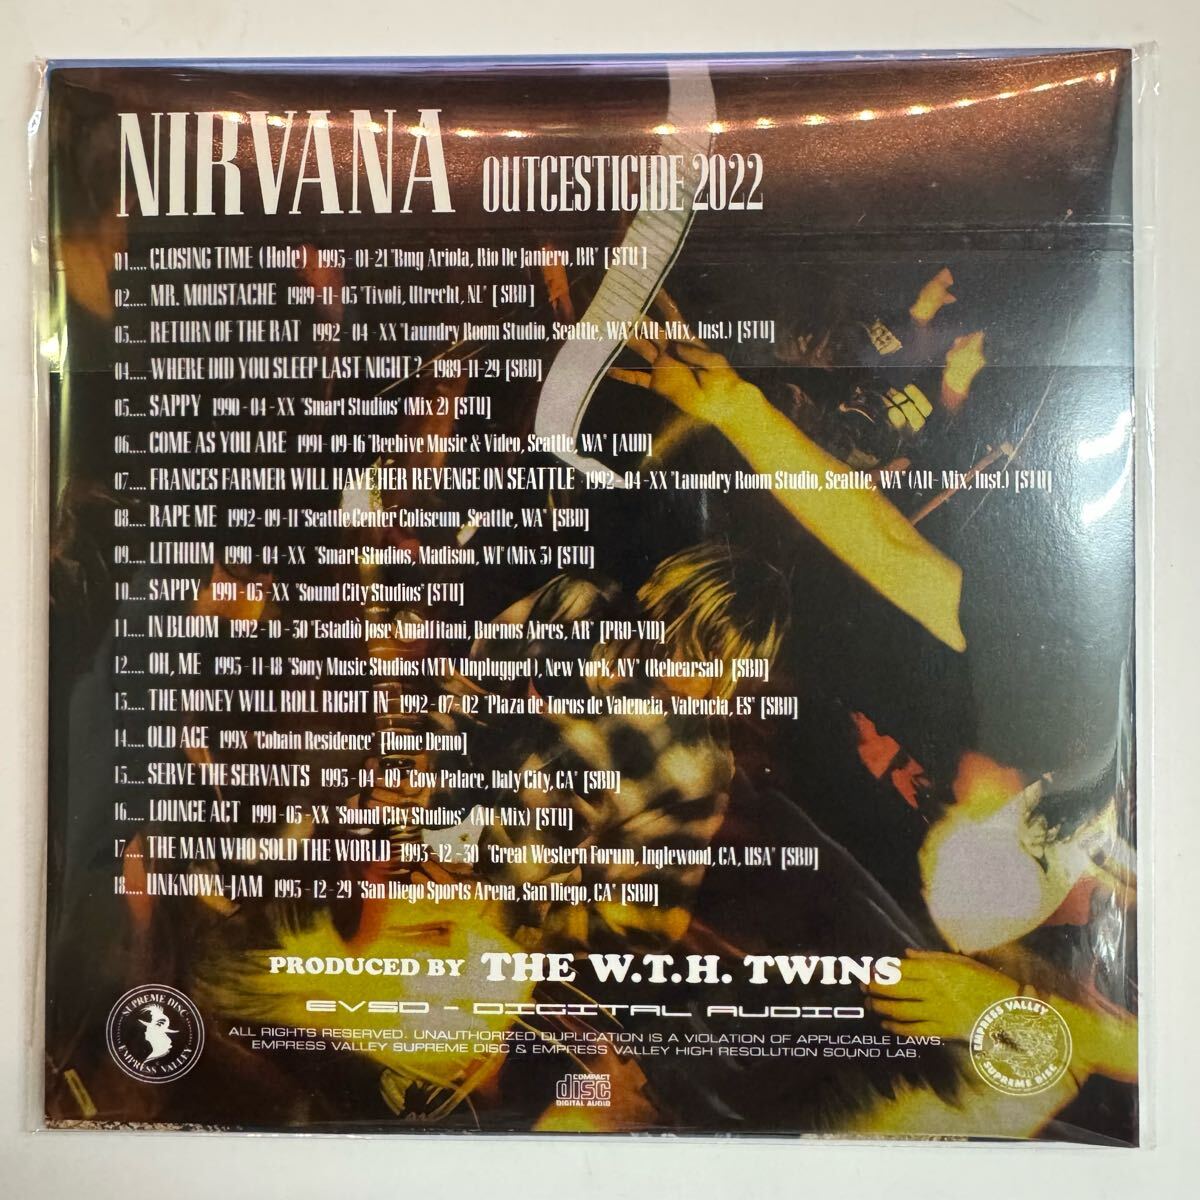 NIRVANA OUTCESTICIDE 2022
01..... CLOSING TIME (Hole) 1993-01-21 "Bmg Ariola, Rio De Janiero, BR" [STU]
02..... MR. MOUSTACHE 1989-11-05 "Tivoli, Utrecht, NL" [SBD]
03..... RETURN OF THE RAT 1992-04-XX "Laundry Room Studio, Seattle, WA" (Alt-Mix, Inst.) [STU]
04..... WHERE DID YOU SLEEP LAST NIGHT? 1989-11-29 [SBD]
05..... SAPPY 1990-04-XX "Smart Studios" (Mix 2) [STU]
06..... COME AS YOU ARE 1991-09-16 "Beehive Music & Video, Seattle, WA" [AUD]
07..... FRANCES FARMER WILL HAVE HER REVENGE ON SEATTLE 1992-04-XX "Laundry Room Studio, Seattle, WA" (Alt-Mix, Inst.) [STU]
08..... RAPE ME 1992-09-11 "Seattle Center Coliseum, Seattle, WA" [SBD]
09..... LITHIUM 1990-04-XX "Smart Studios, Madison, WI" (Mix 3) [STU]
10..... SAPPY 1991-05-XX "Sound City Studios" [STU]
11..... IN BLOOM 1992-10-30 "Estadiò Jose Amalfitani, Buenos Aires, AR" [PRO-VID]
12..... OH, ME 1993-11-18 "Sony Music Studios (MTV Unplugged), New York, NY" (Rehearsal) [SBD]
13..... THE MONEY WILL ROLL RIGHT IN 1992-07-02 "Plaza de Toros de Valencia, Valencia, ES" [SBD]
14..... OLD AGE 199X "Cobain Residence" [Home Demo]
15..... SERVE THE SERVANTS 1993-04-09 "Cow Palace, Daly City, CA" [SBD]
16..... LOUNGE ACT 1991-05-XX "Sound City Studios" (Alt-Mix) [STU]
17..... THE MAN WHO SOLD THE WORLD 1993-12-30 "Great Western Forum, Inglewood, CA, USA" [SBD]
18..... UNKNOWN-JAM 1993-12-29 "San Diego Sports Arena, San Diego, CA" [SBD]
PRODUCED BY THE W.T.H. TWINS
EVSD - DIGITAL AUDIO
ALL RIGHTS RESERVED. UNAUTHORIZED DUPLICATION IS A VIOLATION OF APPLICABLE LAWS.
EMPRESS VALLEY SUPREME DISC & EMPRESS VALLEY HIGH RESOLUTION SOUND LAB.
SUPREME DISC
EMPRESS VALLEY
EMPRESS VALLEY
SUPREME DISC
COMPACT
disc
DIGITAL AUDIO